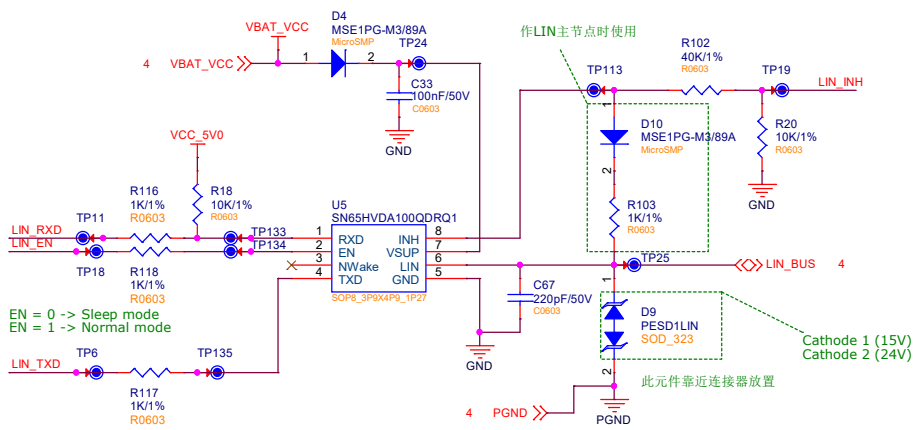 D4
MSE1PG-M3/89A
MicroSMP
VBAT_VCC
TP24
4
VBAT_VCC
1
2
C33
100nF/50V
C0603
GND
作LIN主节点时使用
R102
40K/1%
R0603
TP113
TP19
LIN_INH
1
D10
MSE1PG-M3/89A
MicroSMP
2
R20
10K/1%
R0603
GND
R103
1K/1%
R0603
VCC_5V0
R116
1K/1%
R0603
R18
10K/1%
R0603
U5
SN65HVDA100QDRQ1
LIN_RXD
TP11
TP133
1
RXD
INH
8
LIN_EN
TP18
TP134
2
EN
VSUP
7
3
NWake
LIN
6
4
TXD
GND
5
SOP8_3P9X4P9_1P27
R118
1K/1%
R0603
TP25
LIN_BUS
4
C67
220pF/50V
C0603
GND
1
D9
PESD1LIN
SOD_323
2
EN = 0 -> Sleep mode
EN = 1 -> Normal mode
Cathode 1 (15V)
Cathode 2 (24V)
此元件靠近连接器放置
LIN_TXD
TP6
TP135
R117
1K/1%
R0603
4
PGND
PGND